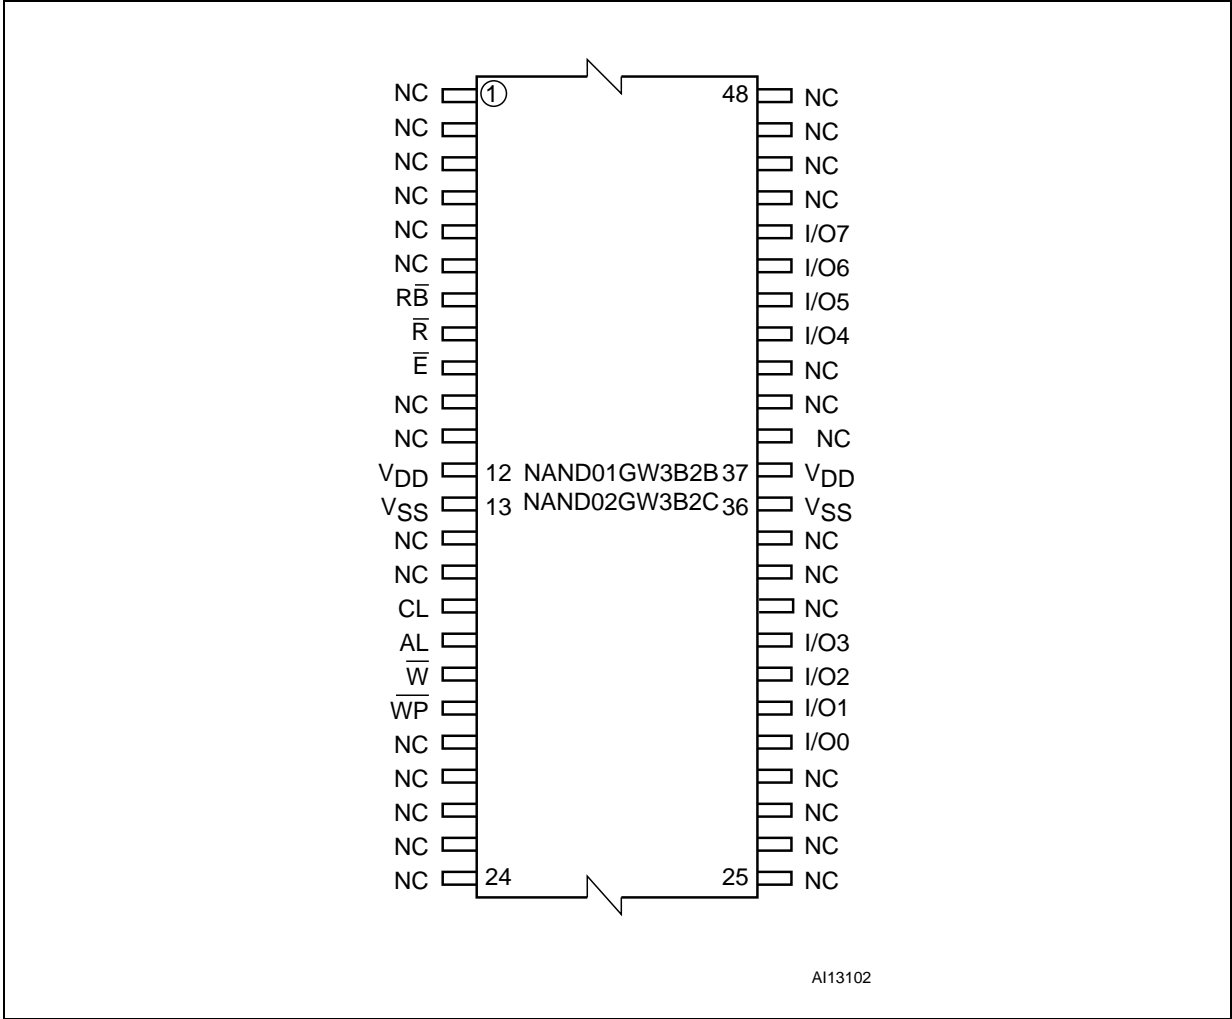 NC 1 48 NC
NC NC
NC NC
NC NC
NC I/O7
NC I/O6
RB̅ I/O5
R̅ I/O4
E̅ NC
NC NC
NC NC
VDD 12 NAND01GW3B2B 37 VDD
VSS 13 NAND02GW3B2C 36 VSS
NC NC
NC NC
CL NC
AL I/O3
W̅ I/O2
W̅P̅ I/O1
NC I/O0
NC NC
NC NC
NC NC
NC 24 25 NC
AI13102